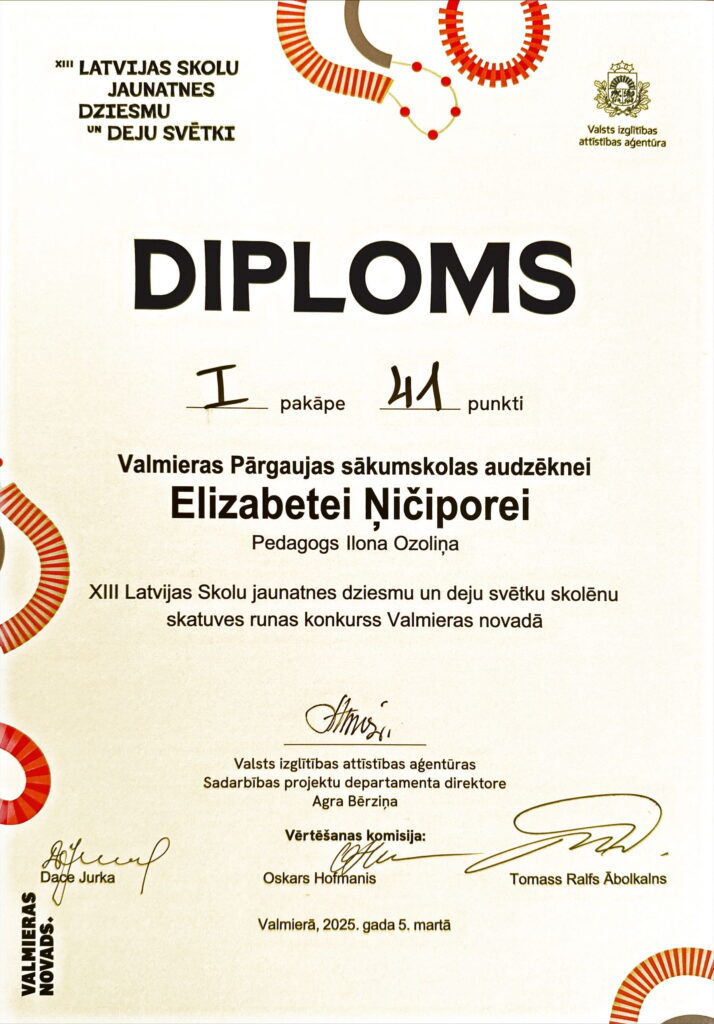 XIII LATVIJAS SKOLU
JAUNATNES
DZIESMU
UN DEJU SVĒTKI
Valsts izglītības
attīstības aģentūra
DIPLOMS
I pakāpe 41 punkti
Valmieras Pārgaujas sākumskolas audzēknei
Elizabetei Ņičiporei
Pedagogs Ilona Ozoliņa
XIII Latvijas Skolu jaunatnes dziesmu un deju svētku skolēnu
skatuves runas konkurss Valmieras novadā
Valsts izglītības attīstības aģentūras
Sadarbības projektu departamenta direktore
Agra Bērziņa
Vērtēšanas komisija:
Dace Jurka
Oskars Hofmanis
Tomass Ralfs Ābolkalns
Valmierā, 2025. gada 5. martā
VALMIERAS
NOVADS.